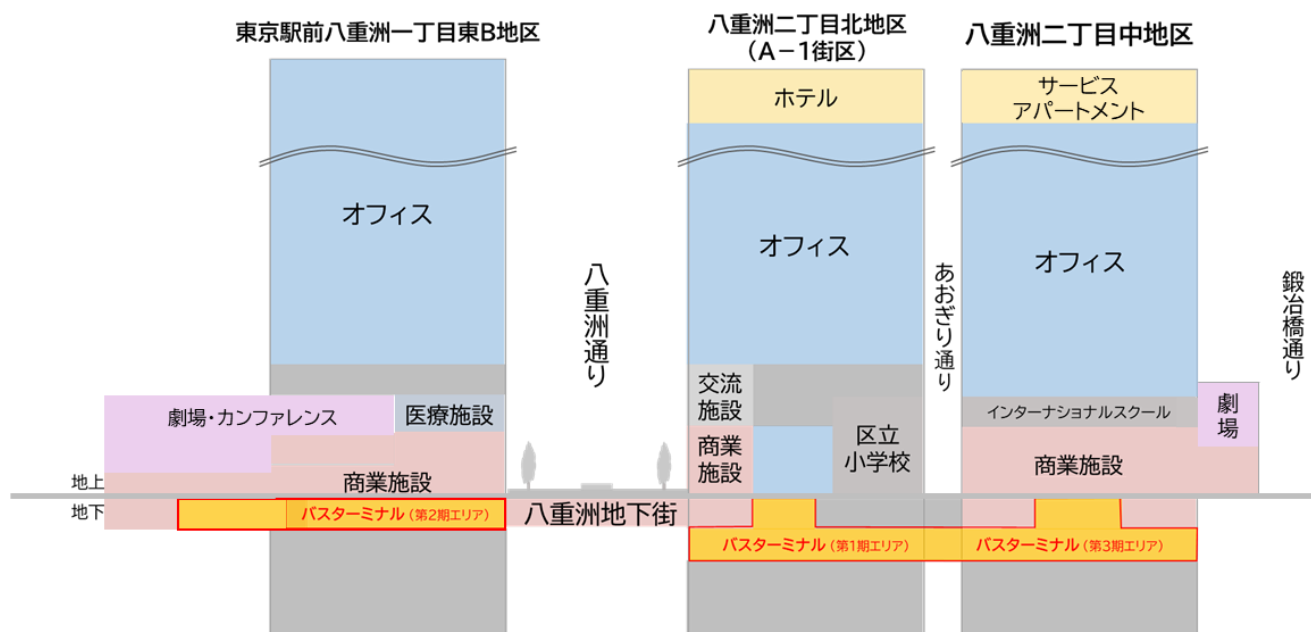 東京駅前八重洲一丁目東B地区
八重洲二丁目北地区
(A－1街区)
八重洲二丁目中地区
ホテル
サービス
アパートメント
オフィス
オフィス
オフィス
八重洲通り
あおぎり通り
鍛冶橋通り
交流
施設
劇場・カンファレンス
医療施設
商業
施設
区立
小学校
インターナショナルスクール
劇場
商業施設
商業施設
地上
地下
バスターミナル(第2期エリア)
八重洲地下街
バスターミナル(第1期エリア)
バスターミナル(第3期エリア)